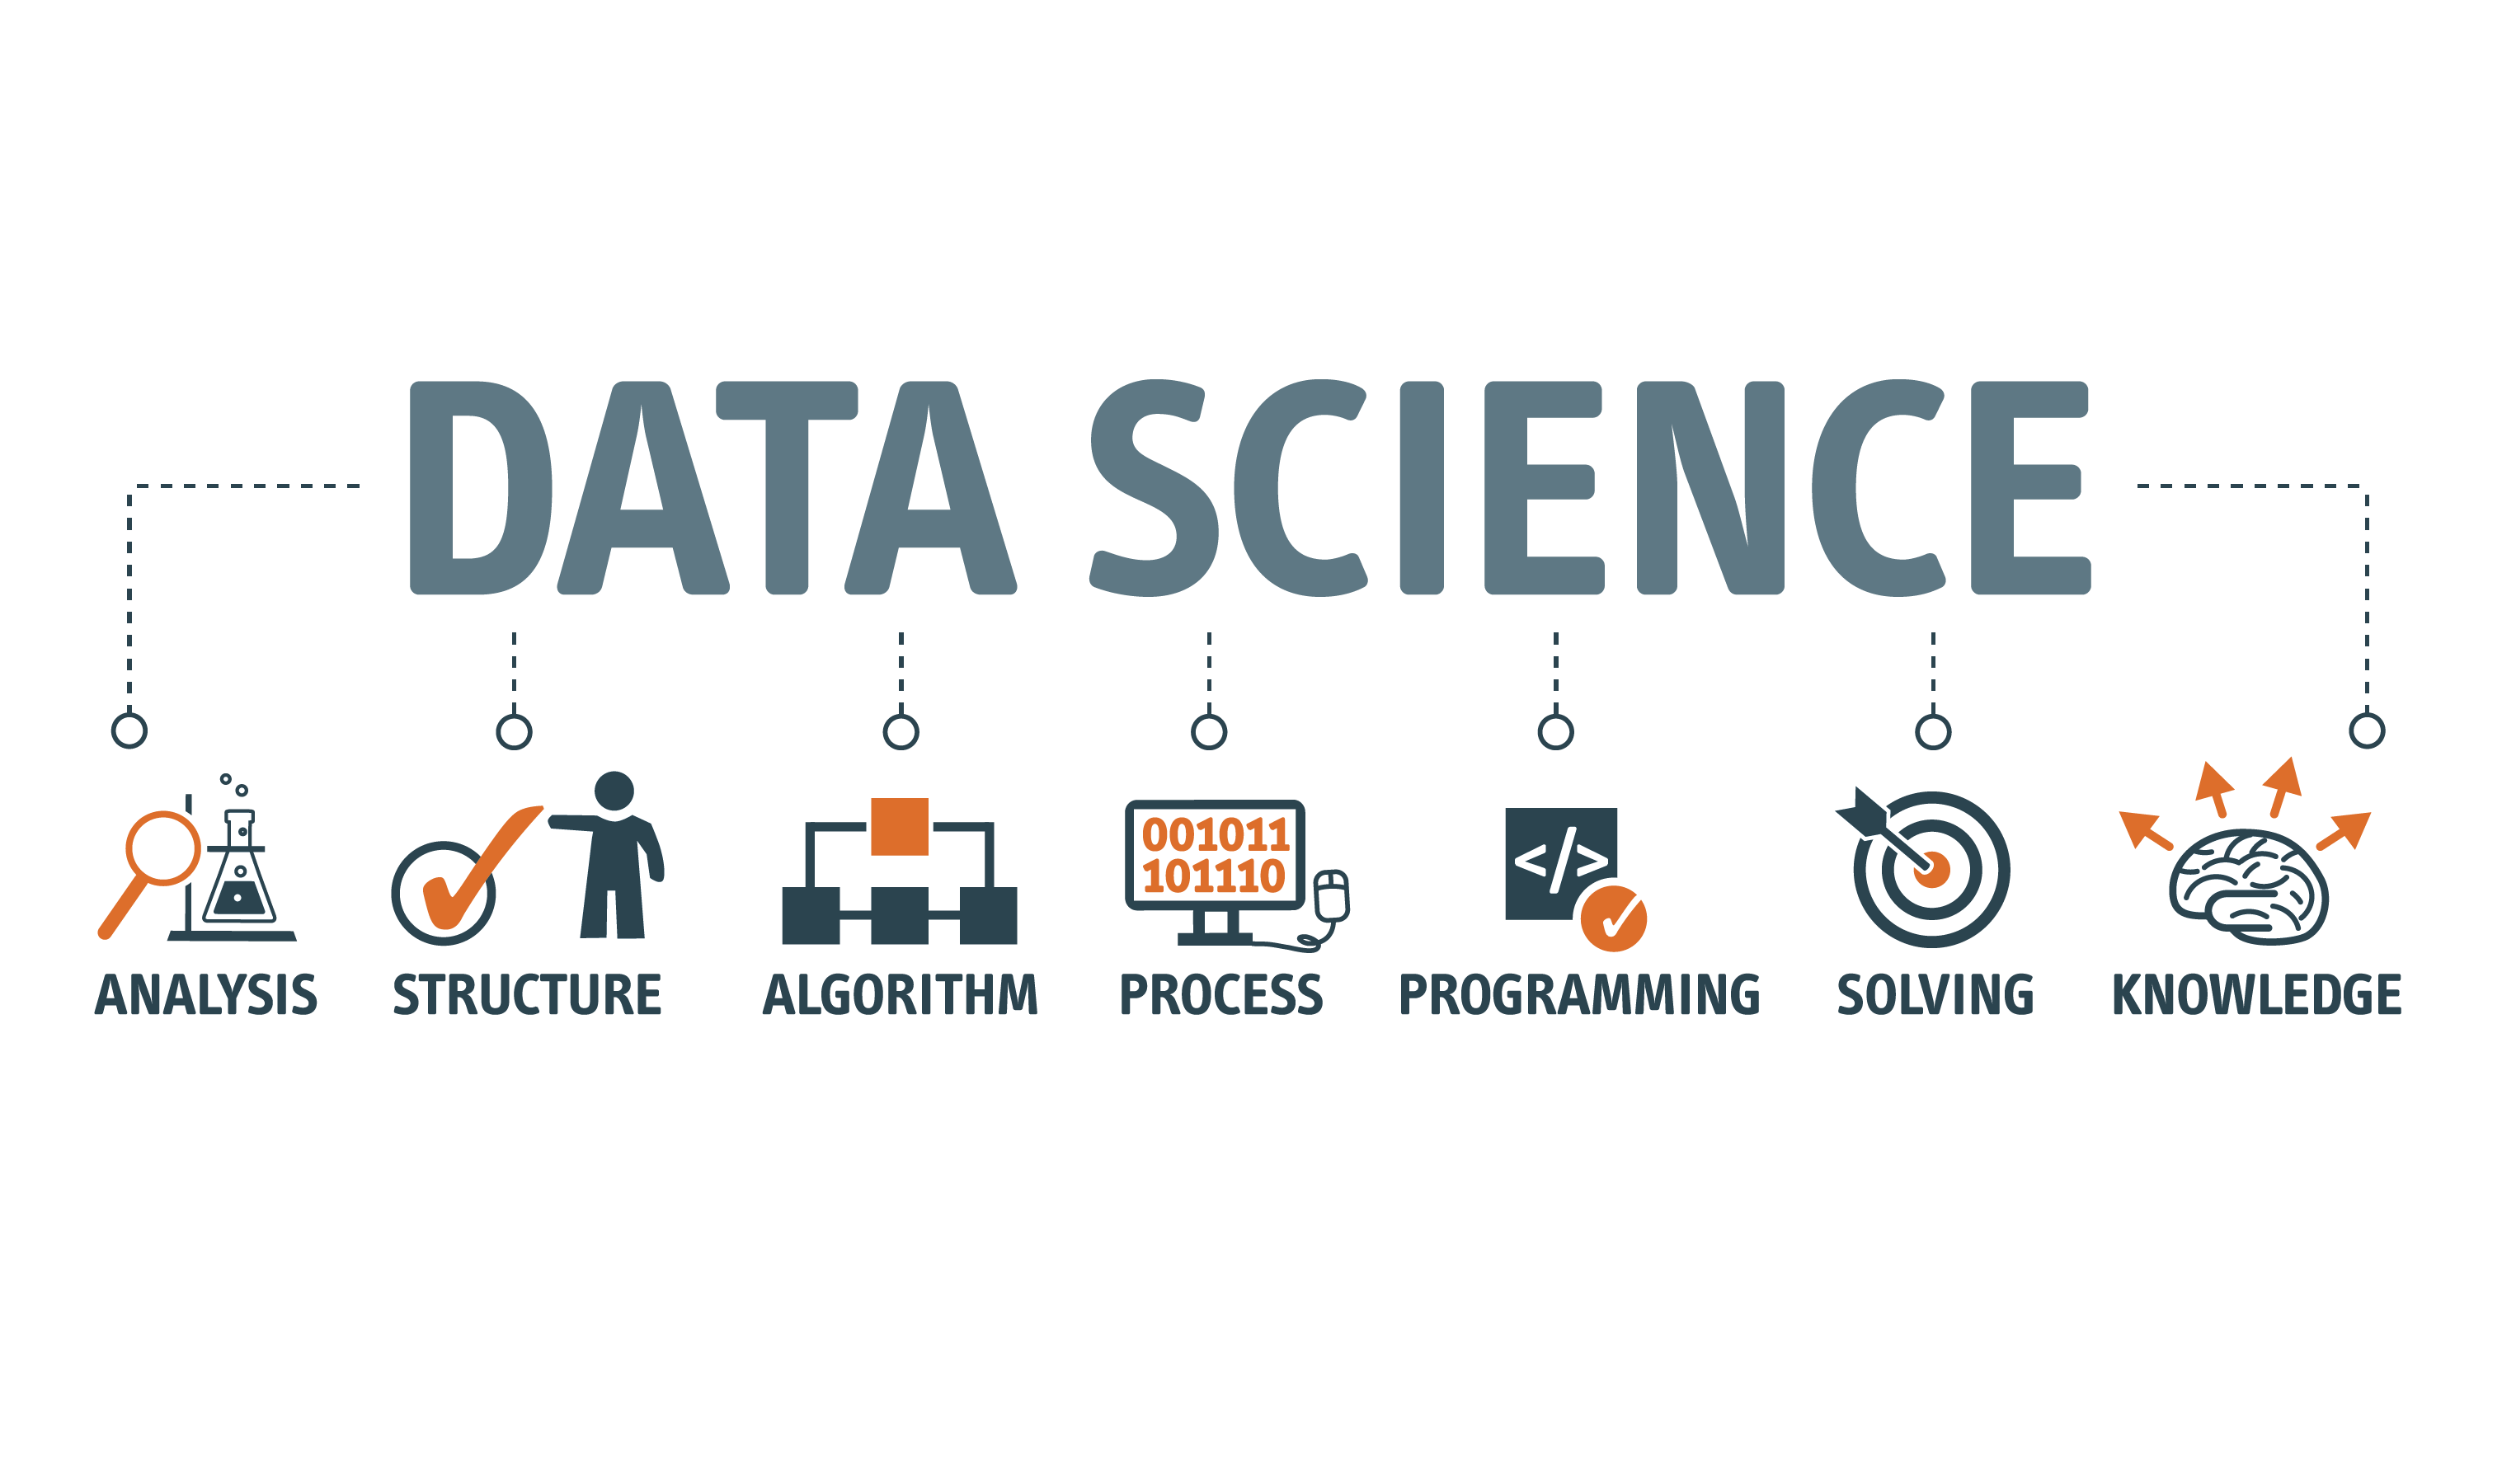 DATA SCIENCE
001011
101110
</>
ANALYSIS STRUCTURE ALGORITHM PROCESS PROGRAMMING SOLVING KNOWLEDGE